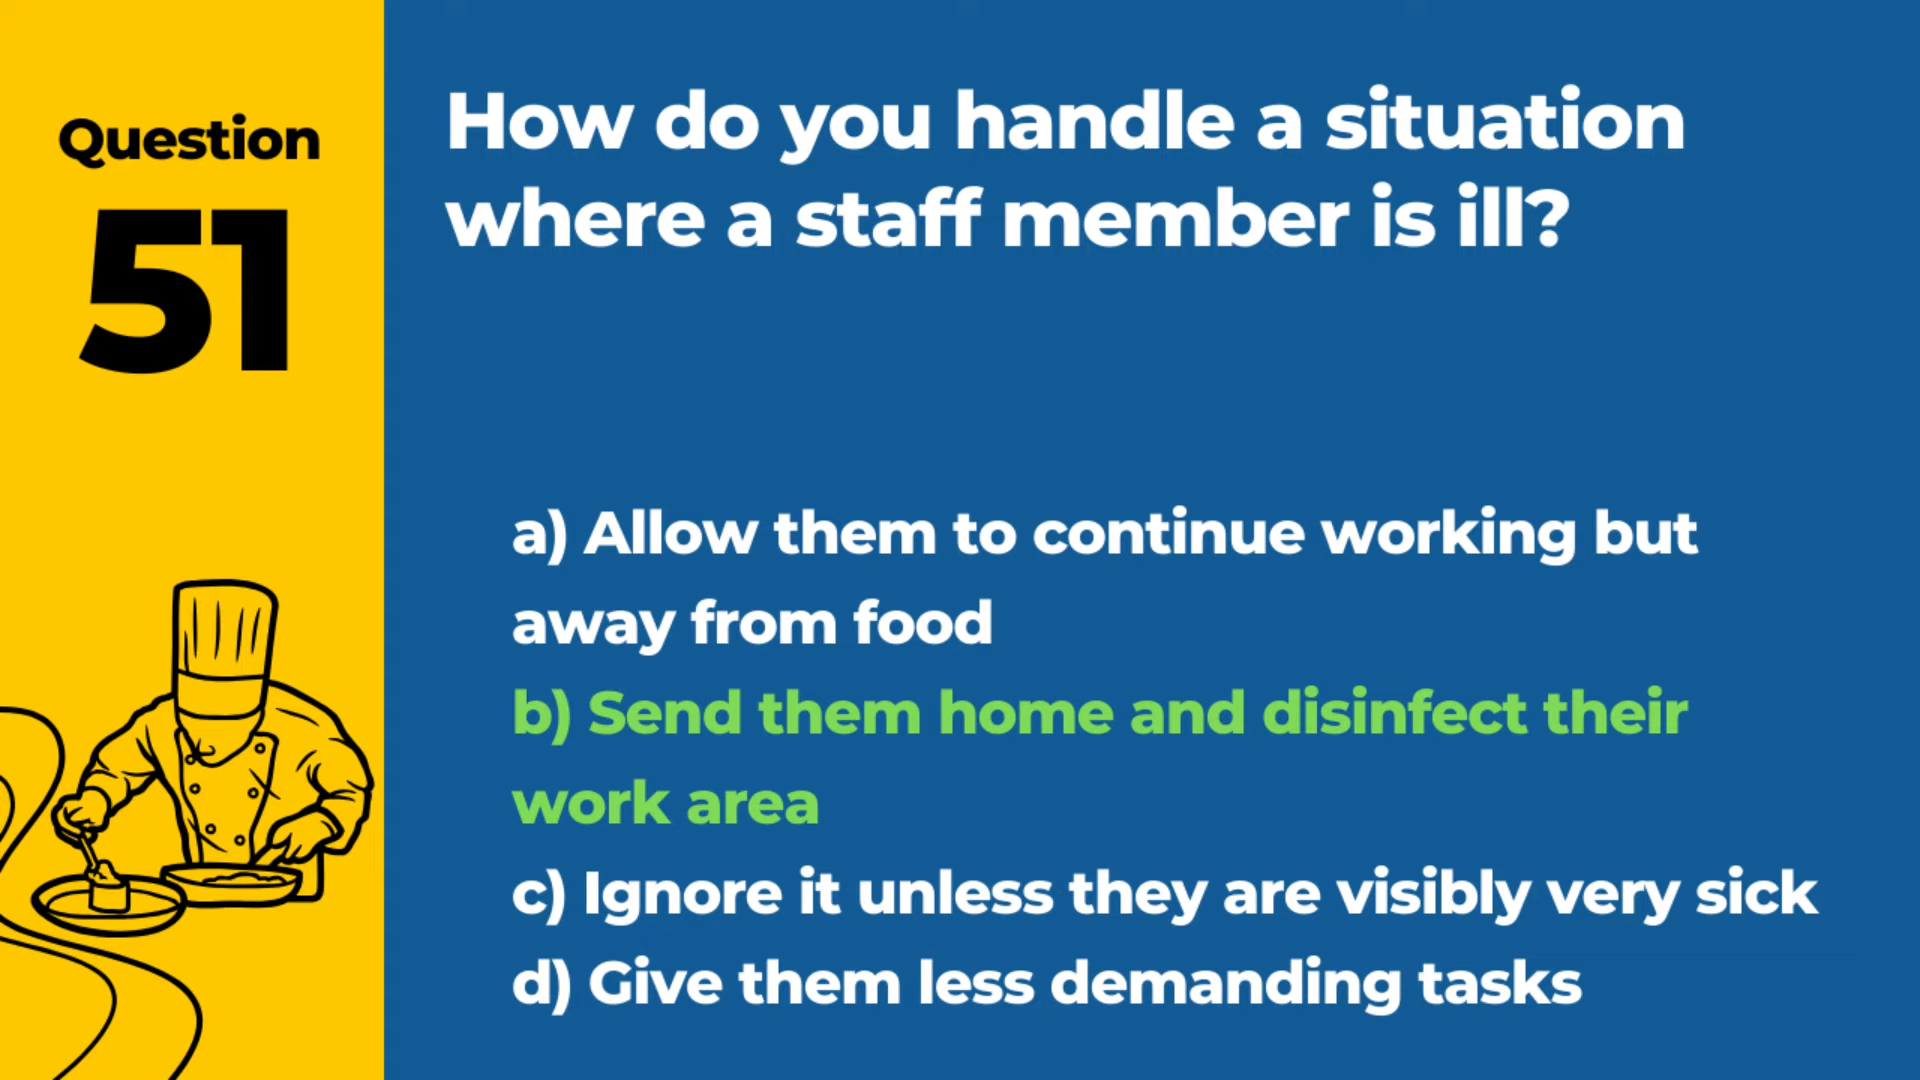 Question
51
How do you handle a situation
where a staff member is ill?
a) Allow them to continue working but
away from food
b) Send them home and disinfect their
work area
c) Ignore it unless they are visibly very sick
d) Give them less demanding tasks